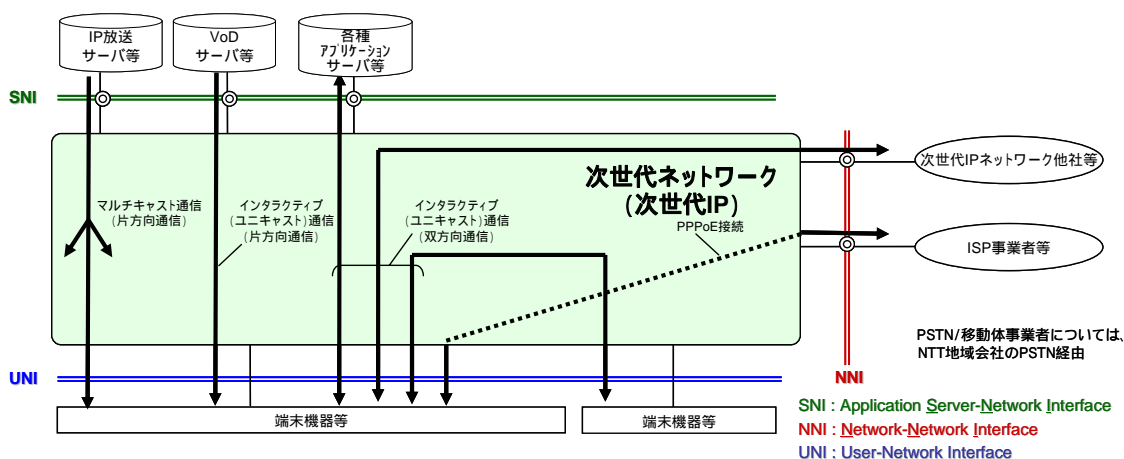 IP放送
サーバ等
VoD
サーバ等
各種
アプリケーション
サーバ等
SNI
次世代ネットワーク
(次世代IP)
マルチキャスト通信
(片方向通信)
インタラクティブ
(ユニキャスト)通信
(片方向通信)
インタラクティブ
(ユニキャスト)通信
(双方向通信)
PPPoE接続
次世代IPネットワーク他社等
ISP事業者等
PSTN/移動体事業者については、
NTT地域会社のPSTN経由
UNI
NNI
端末機器等
端末機器等
SNI : Application Server-Network Interface
NNI : Network-Network Interface
UNI : User-Network Interface